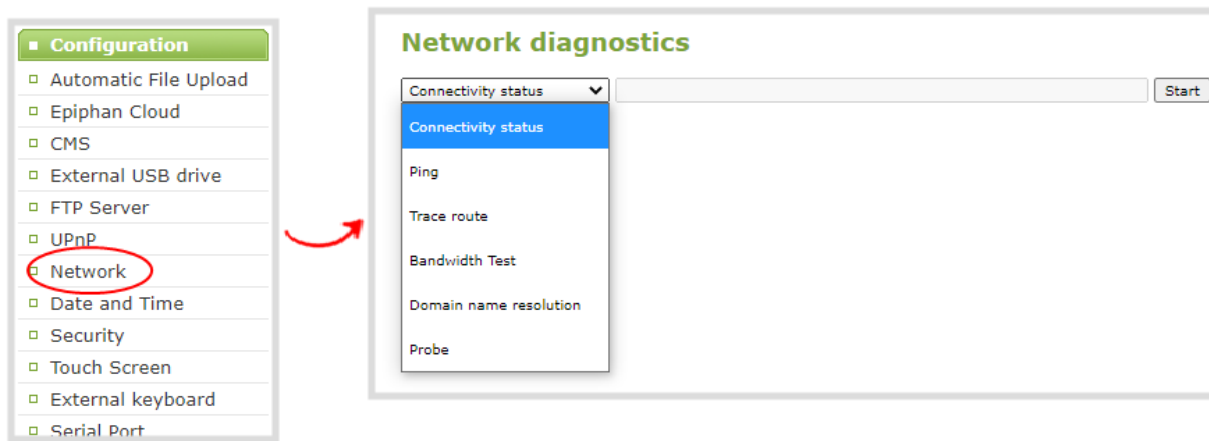 Configuration
Automatic File Upload
Epiphan Cloud
CMS
External USB drive
FTP Server
UPnP
Network
Date and Time
Security
Touch Screen
External keyboard
Serial Port
Network diagnostics
Connectivity status
Start
Connectivity status
Ping
Trace route
Bandwidth Test
Domain name resolution
Probe